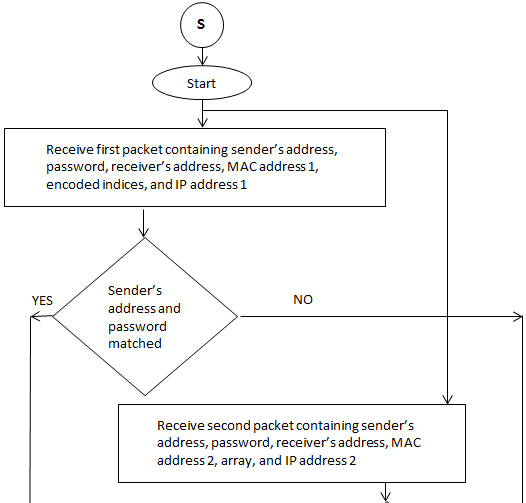 S
Start
Receive first packet containing sender's address,
password, receiver's address, MAC address 1,
encoded indices, and IP address 1
Sender's
address and
password
matched
YES
NO
Receive second packet containing sender's
address, password, receiver's address, MAC
address 2, array, and IP address 2